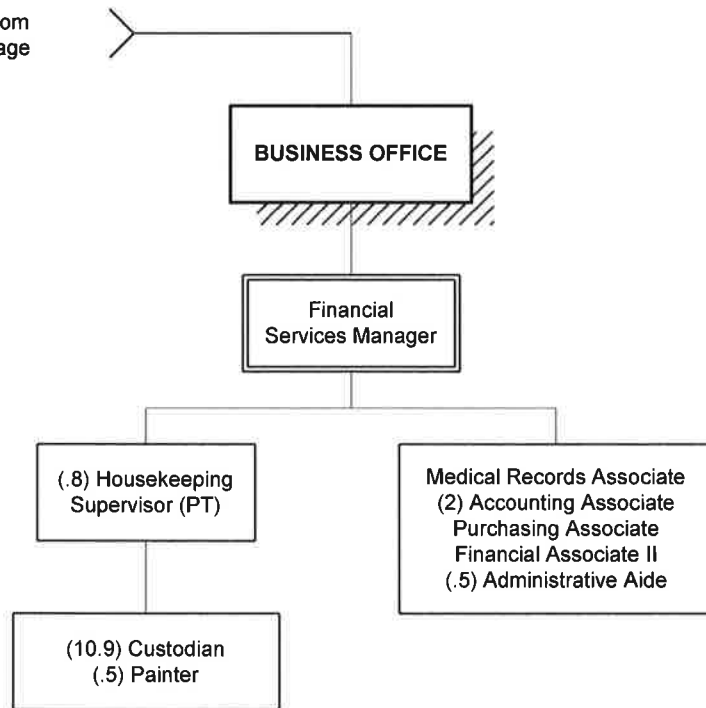 om
age
BUSINESS OFFICE
Financial
Services Manager
(.8) Housekeeping
Supervisor (PT)
Medical Records Associate
(2) Accounting Associate
Purchasing Associate
Financial Associate II
(.5) Administrative Aide
(10.9) Custodian
(.5) Painter